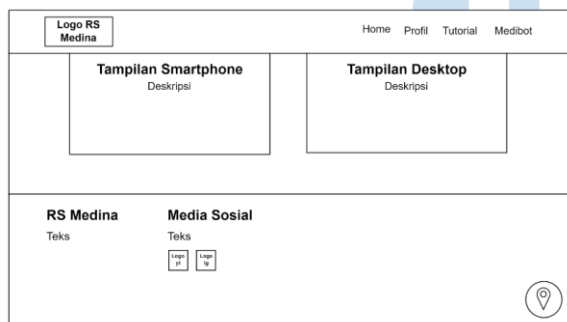 Logo RS
Medina
Home Profil Tutorial Medibot
Tampilan Smartphone
Deskripsi
Tampilan Desktop
Deskripsi
RS Medina
Teks
Media Sosial
Teks
Logo
yt
Logo
ig